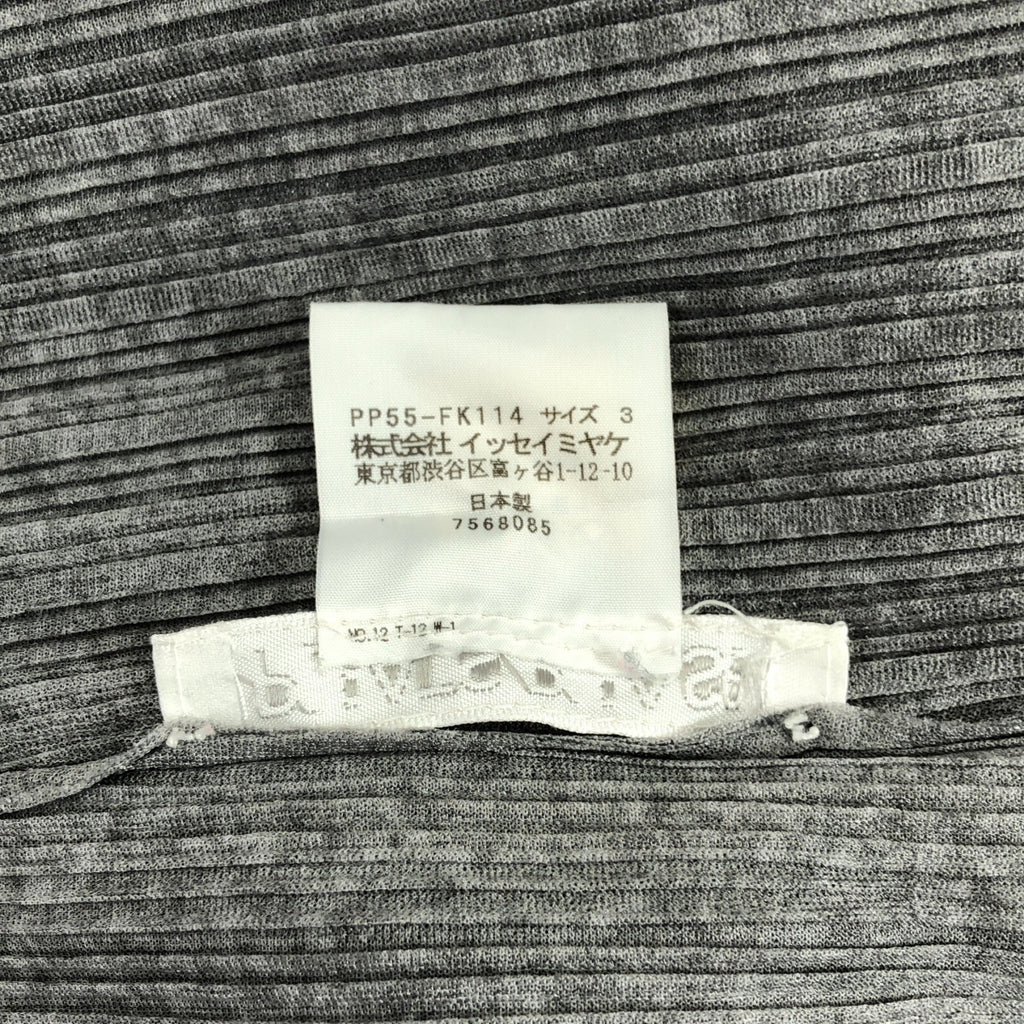 PP55-FK114 サイズ 3
株式会社 イッセイミヤケ
東京都渋谷区富ヶ谷1-12-10
日本製
7568085
NO.12 T-12 W-1